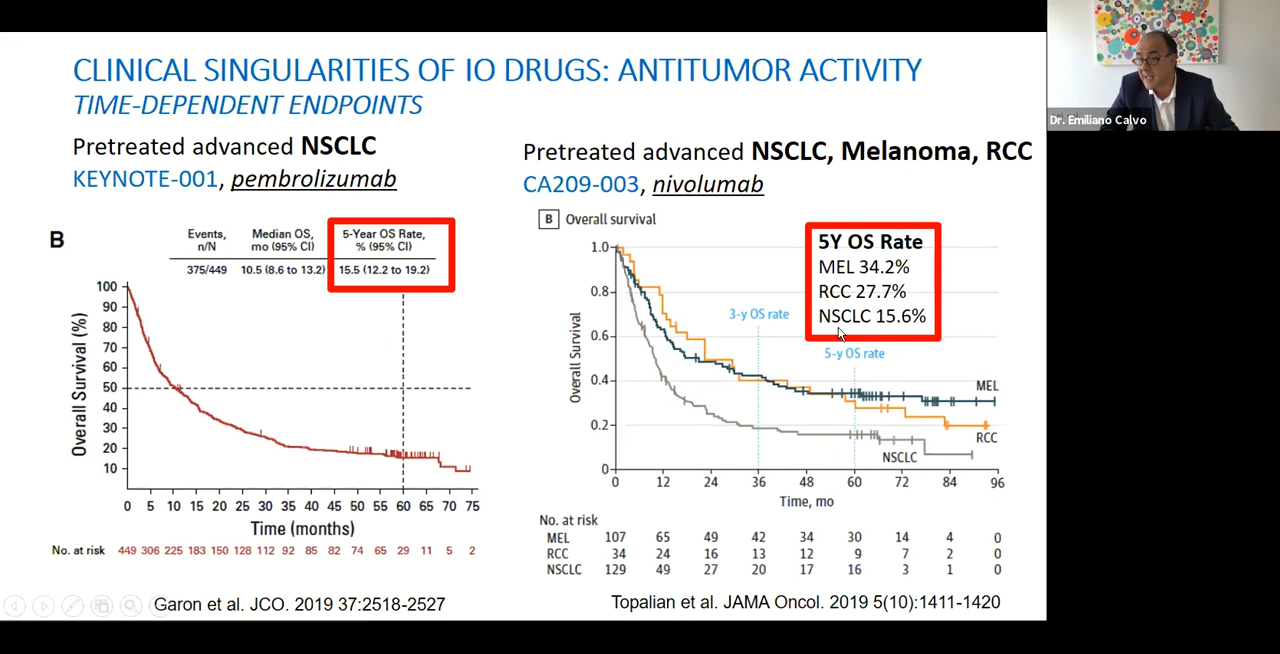 CLINICAL SINGULARITIES OF IO DRUGS: ANTITUMOR ACTIVITY
TIME-DEPENDENT ENDPOINTS
Dr. Emiliano Calvo
Pretreated advanced NSCLC
KEYNOTE-001, pembrolizumab
B
Events, n/N
Median OS, mo (95% CI)
5-Year OS Rate, % (95% CI)
375/449 10.5 (8.6 to 13.2) 15.5 (12.2 to 19.2)
Overall Survival (%)
100
90
80
70
60
50
40
30
20
10
0 5 10 15 20 25 30 35 40 45 50 55 60 65 70 75
Time (months)
No. at risk 449 306 225 183 150 128 112 92 85 82 74 65 29 11 5 2
Garon et al. JCO. 2019 37:2518-2527
Pretreated advanced NSCLC, Melanoma, RCC
CA209-003, nivolumab
B Overall survival
5Y OS Rate
MEL 34.2%
RCC 27.7%
NSCLC 15.6%
3-y OS rate
5-y OS rate
Overall Survival
1.0
0.8
0.6
0.4
0.2
0
MEL
RCC
NSCLC
0 12 24 36 48 60 72 84 96
Time, mo
No. at risk
MEL 107 65 49 42 34 30 14 4 0
RCC 34 24 16 13 12 9 7 2 0
NSCLC 129 49 27 20 17 16 3 1 0
Topalian et al. JAMA Oncol. 2019 5(10):1411-1420